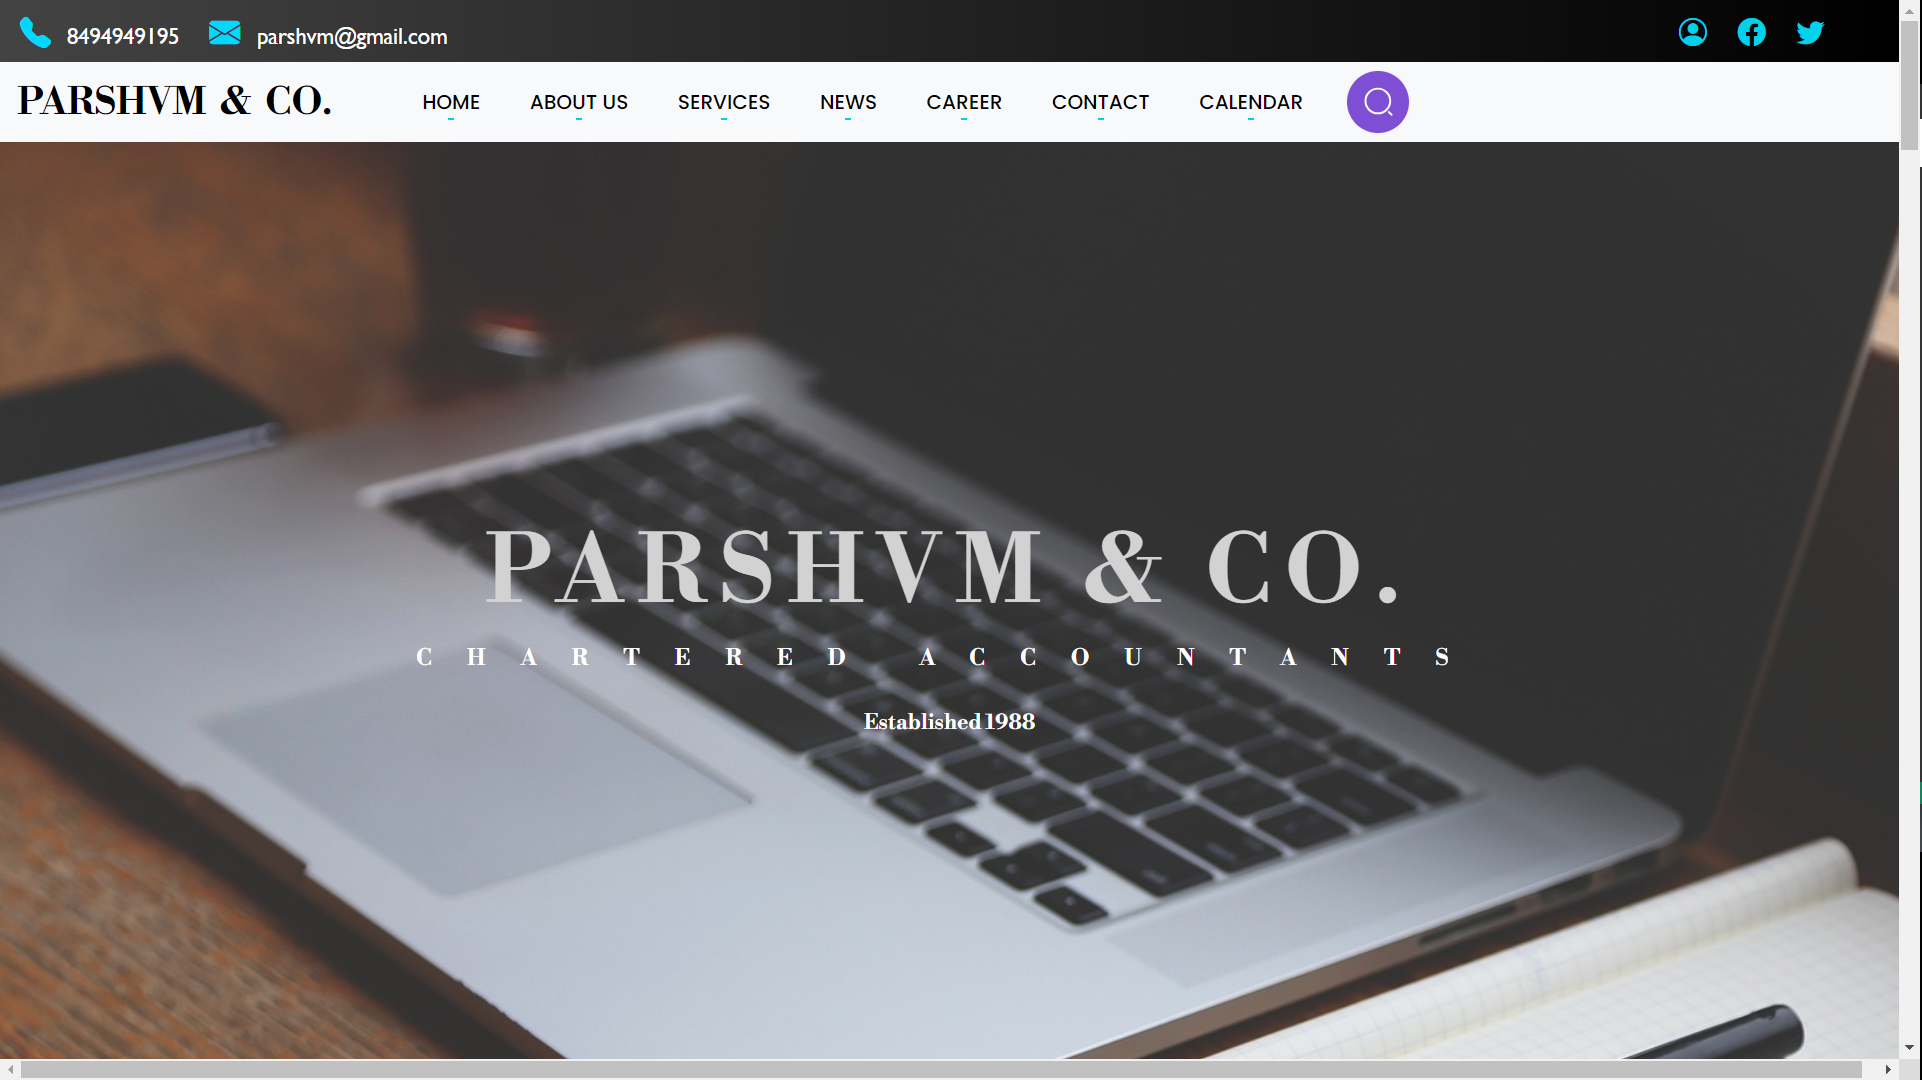 8494949195 parshvm@gmail.com
PARSHVM & CO. HOME ABOUT US SERVICES NEWS CAREER CONTACT CALENDAR
PARSHVM & CO.
CHARTERED ACCOUNTANTS
Established 1988